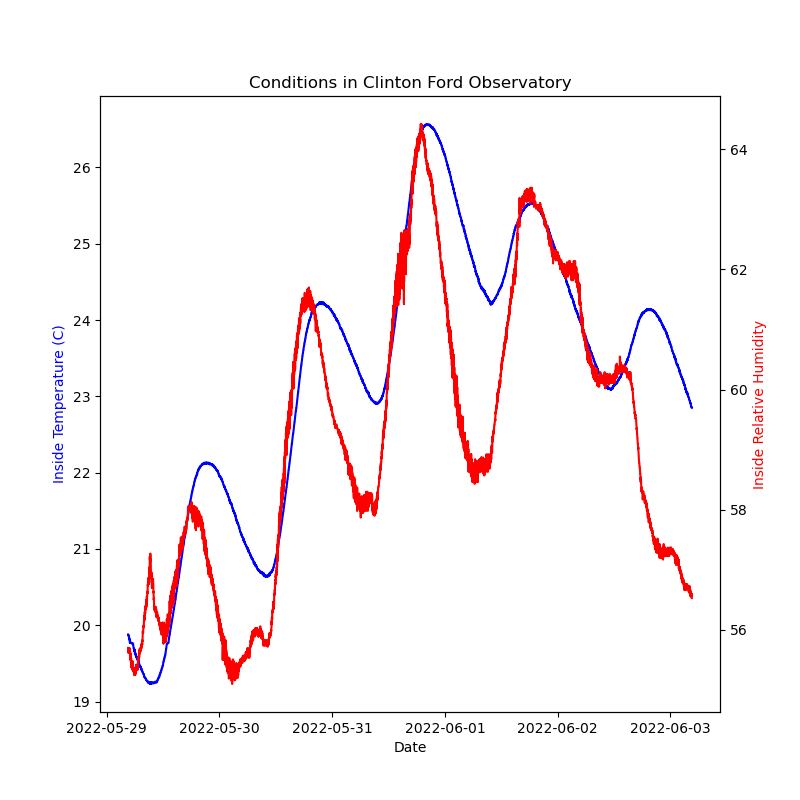 Conditions in Clinton Ford Observatory
Inside Temperature (C)
26
25
24
23
22
21
20
19
64
62
60
58
56
Inside Relative Humidity
2022-05-29 2022-05-30 2022-05-31 2022-06-01 2022-06-02 2022-06-03
Date